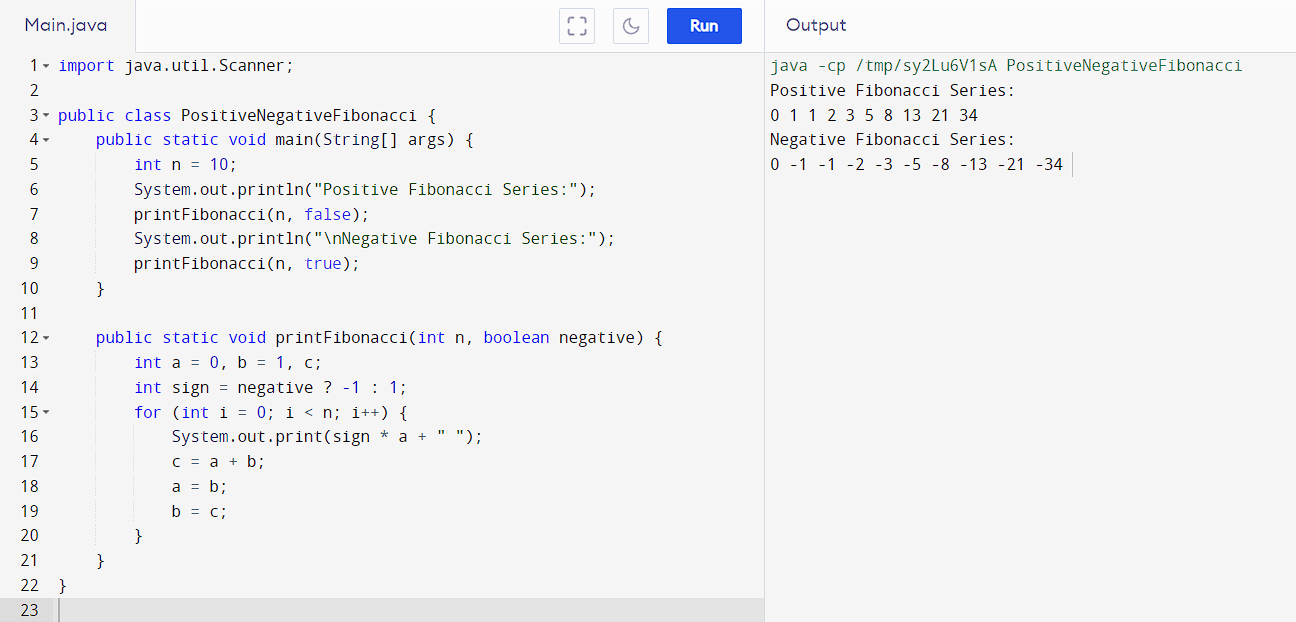 Main.java
Run
Output
1 import java.util.Scanner;
2
3 public class PositiveNegativeFibonacci {
4     public static void main(String[] args) {
5         int n = 10;
6         System.out.println("Positive Fibonacci Series:");
7         printFibonacci(n, false);
8         System.out.println("\nNegative Fibonacci Series:");
9         printFibonacci(n, true);
10     }
11
12     public static void printFibonacci(int n, boolean negative) {
13         int a = 0, b = 1, c;
14         int sign = negative ? -1 : 1;
15         for (int i = 0; i < n; i++) {
16             System.out.print(sign * a + " ");
17             c = a + b;
18             a = b;
19             b = c;
20         }
21     }
22 }
23
java -cp /tmp/sy2Lu6V1sA PositiveNegativeFibonacci
Positive Fibonacci Series:
0 1 1 2 3 5 8 13 21 34
Negative Fibonacci Series:
0 -1 -1 -2 -3 -5 -8 -13 -21 -34